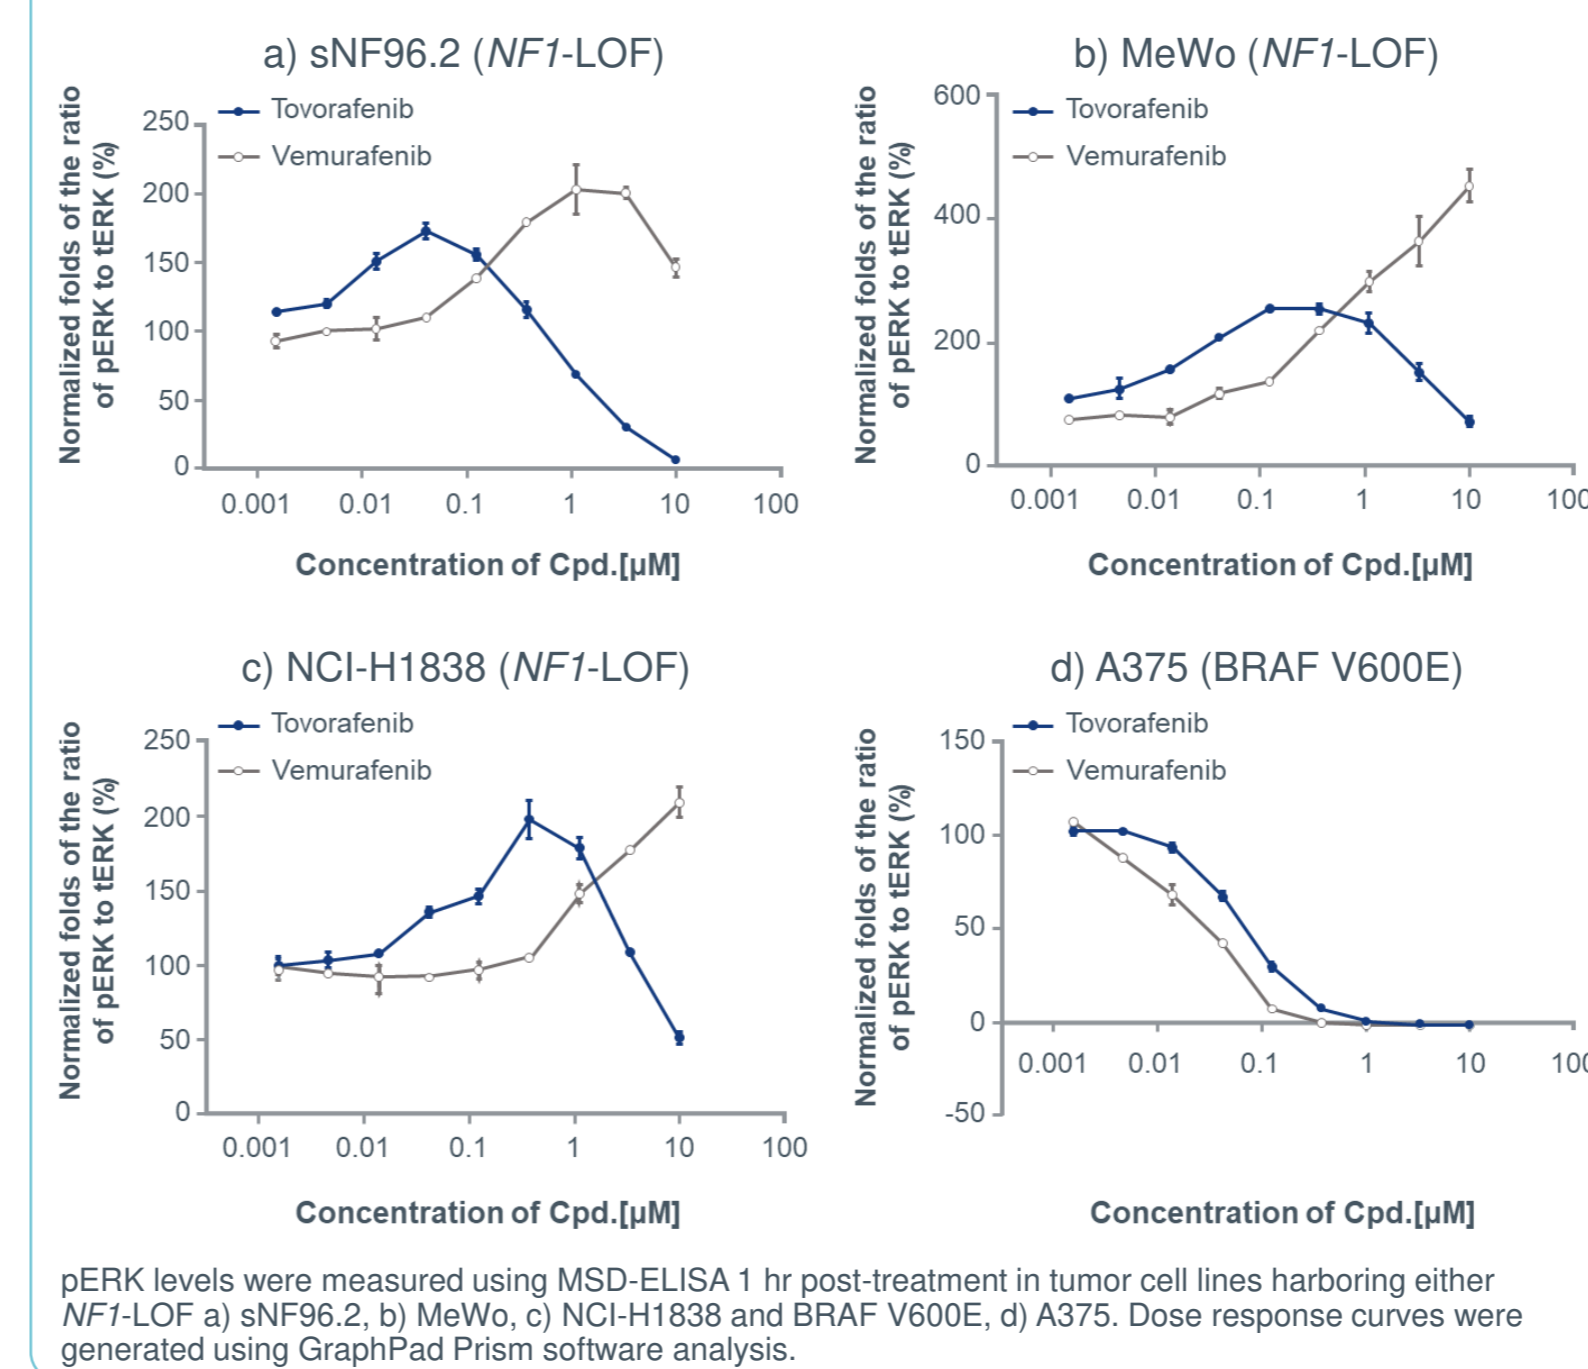 a) sNF96.2 (NF1-LOF)
Normalized folds of the ratio
of pERK to tERK (%)
Tovorafenib
Vemurafenib
250
200
150
100
50
0
0.001 0.01 0.1 1 10 100
Concentration of Cpd.[µM]
b) MeWo (NF1-LOF)
Normalized folds of the ratio
of pERK to tERK (%)
Tovorafenib
Vemurafenib
600
400
200
0
0.001 0.01 0.1 1 10 100
Concentration of Cpd.[µM]
c) NCI-H1838 (NF1-LOF)
Normalized folds of the ratio
of pERK to tERK (%)
Tovorafenib
Vemurafenib
250
200
150
100
50
0
0.001 0.01 0.1 1 10 100
Concentration of Cpd.[µM]
d) A375 (BRAF V600E)
Normalized folds of the ratio
of pERK to tERK (%)
Tovorafenib
Vemurafenib
150
100
50
0
-50
0.001 0.01 0.1 1 10 100
Concentration of Cpd.[µM]
pERK levels were measured using MSD-ELISA 1 hr post-treatment in tumor cell lines harboring either
NF1-LOF a) sNF96.2, b) MeWo, c) NCI-H1838 and BRAF V600E, d) A375. Dose response curves were
generated using GraphPad Prism software analysis.